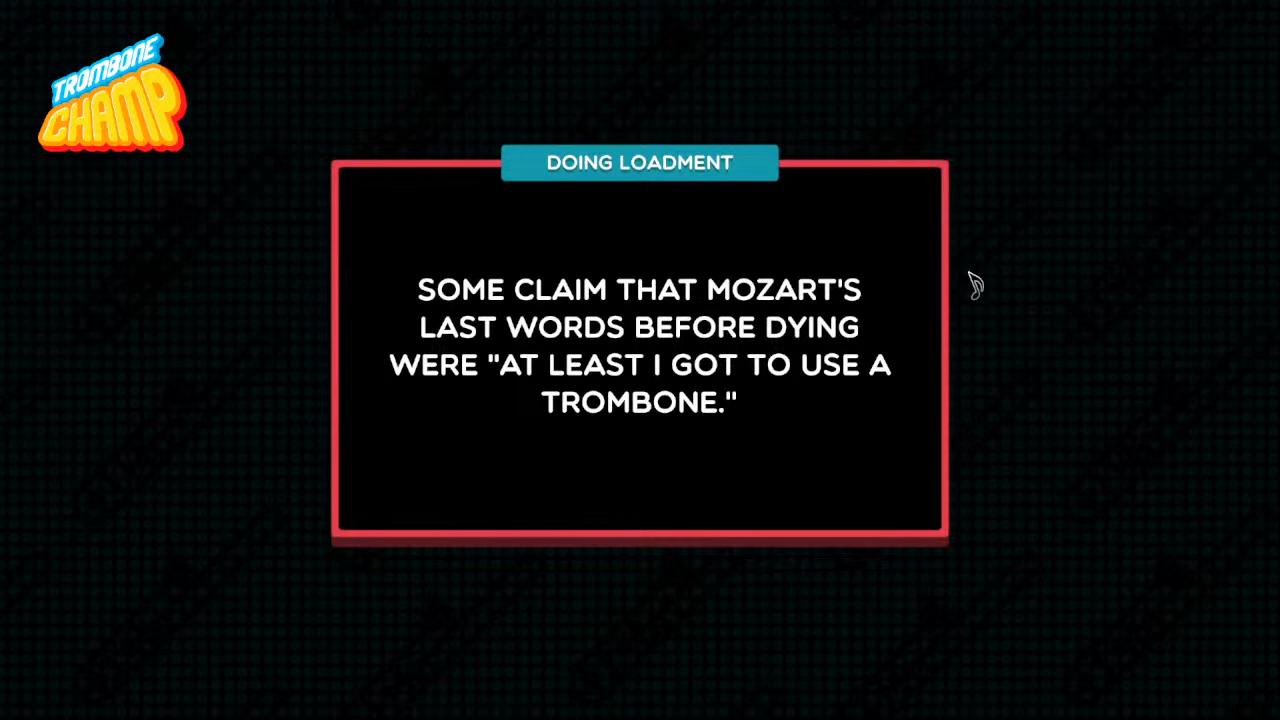 TROMBONE
CHAMP
DOING LOADMENT
SOME CLAIM THAT MOZART'S
LAST WORDS BEFORE DYING
WERE "AT LEAST I GOT TO USE A
TROMBONE."